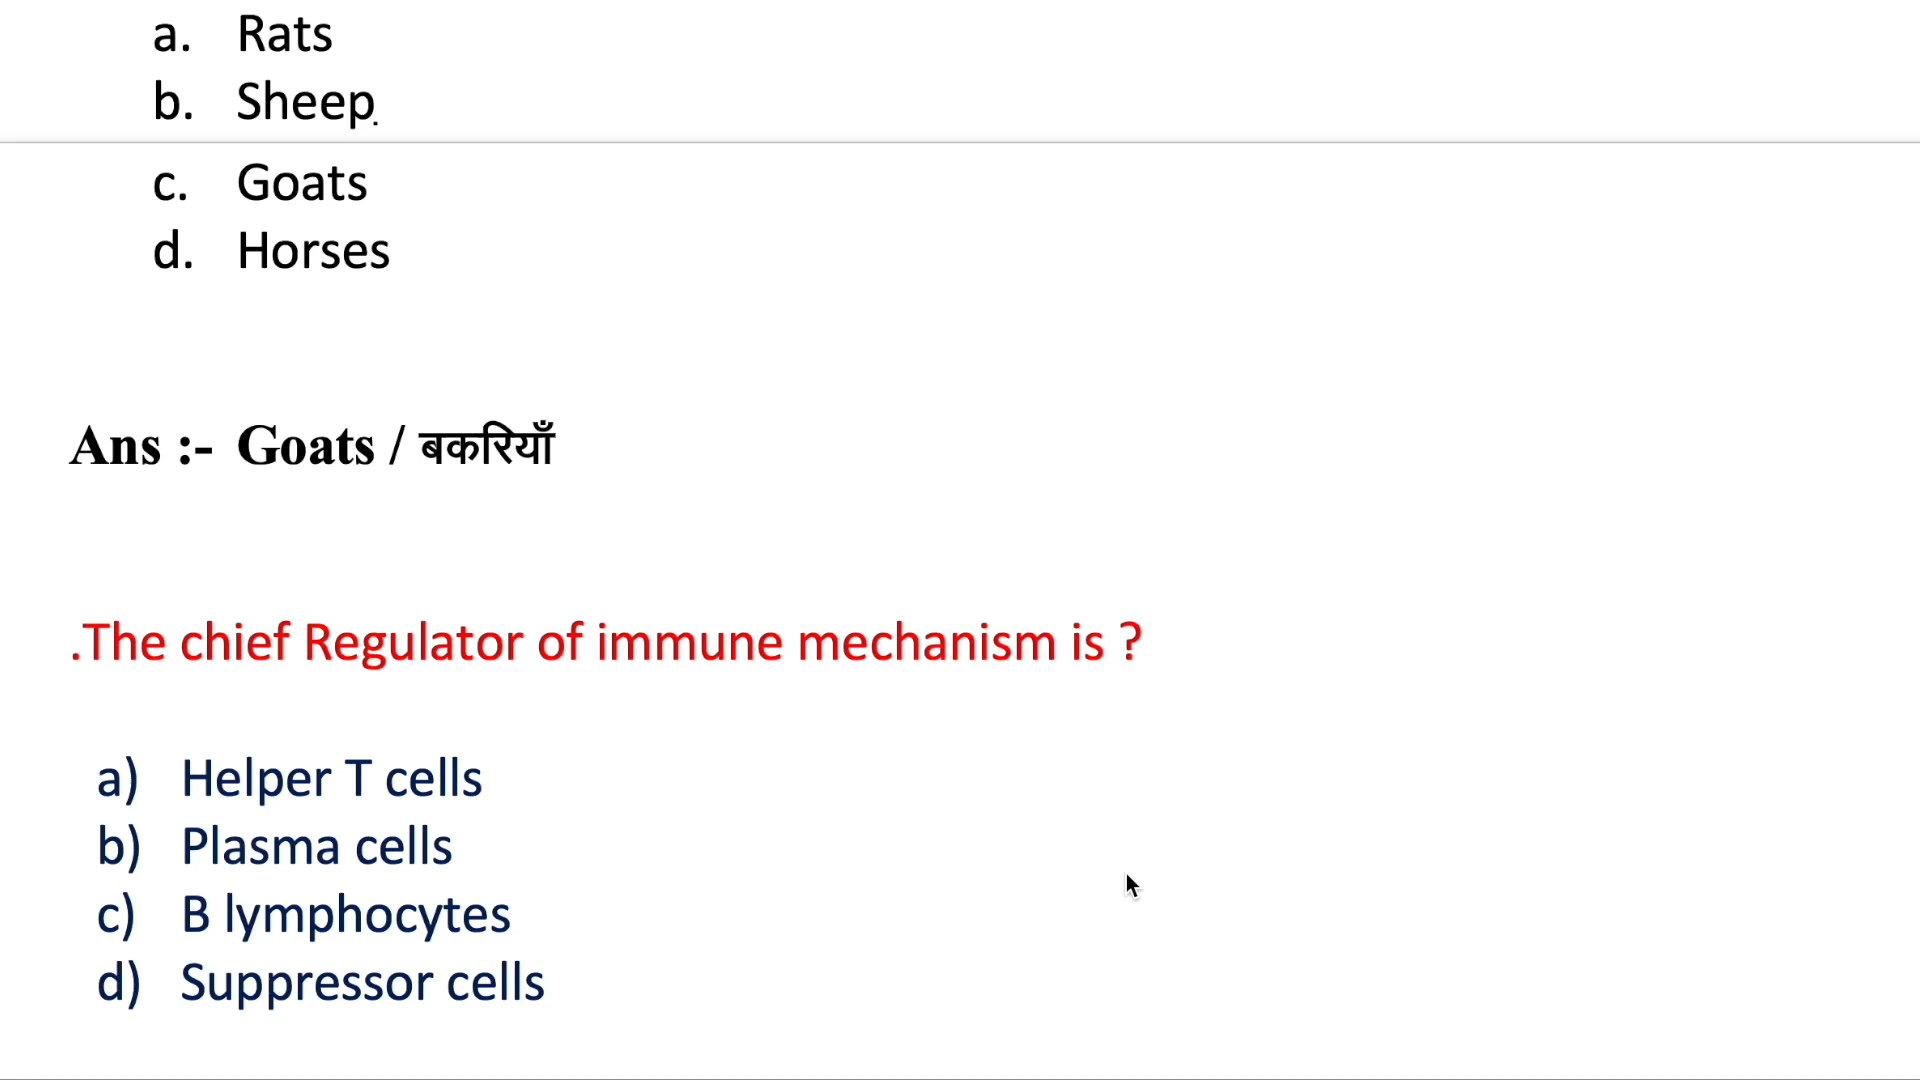 a. Rats
b. Sheep.
c. Goats
d. Horses
Ans :- Goats / बकरियाँ
.The chief Regulator of immune mechanism is ?
a) Helper T cells
b) Plasma cells
c) B lymphocytes
d) Suppressor cells